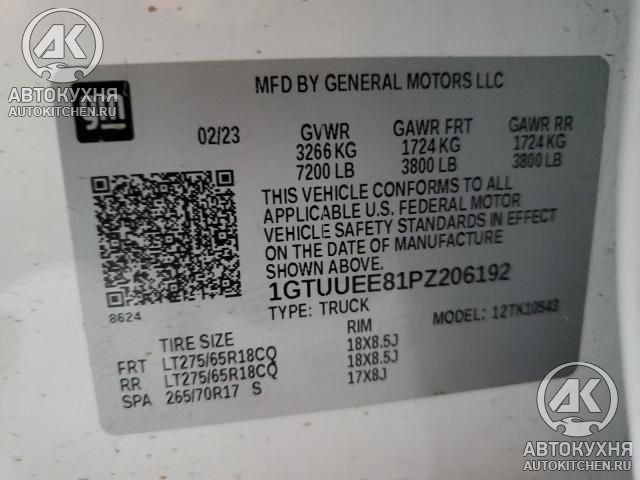 АВТОКУХНЯ
AUTOKITCHEN.RU
gm
MFD BY GENERAL MOTORS LLC
02/23 GVWR GAWR FRT GAWR RR
3266 KG 1724 KG 1724 KG
7200 LB 3800 LB 3800 LB
THIS VEHICLE CONFORMS TO ALL
APPLICABLE U.S. FEDERAL MOTOR
VEHICLE SAFETY STANDARDS IN EFFECT
ON THE DATE OF MANUFACTURE
SHOWN ABOVE.
1GTUUEE81PZ206192
8624
TYPE: TRUCK MODEL: 12TK10543
TIRE SIZE RIM
FRT LT275/65R18CQ 18X8.5J
RR LT275/65R18CQ 18X8.5J
SPA 265/70R17 S 17X8J
АВТОКУХНЯ
AUTOKITCHEN.RU